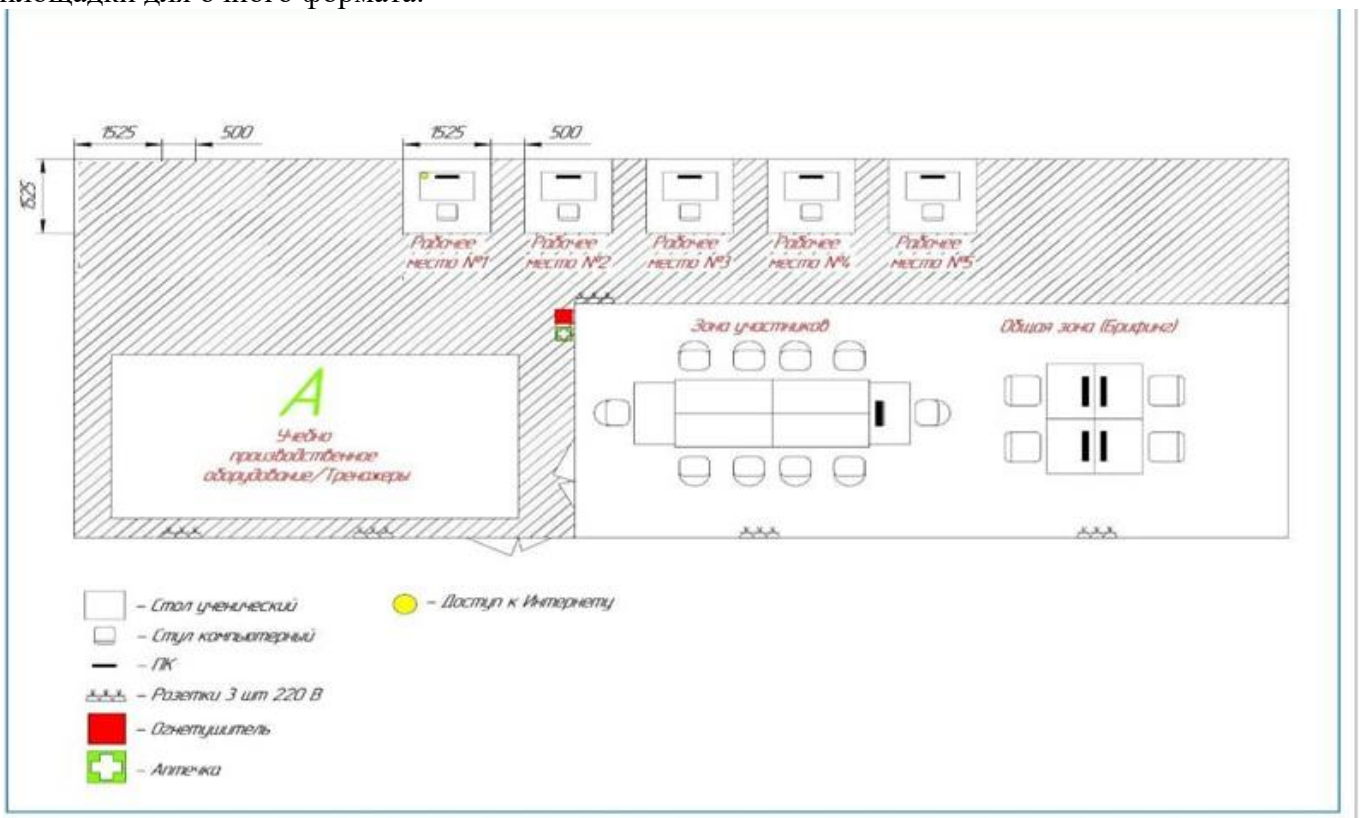 площадки для очного формата.
1525 500 1525 500
1525
Рабочее место №1
Рабочее место №2
Рабочее место №3
Рабочее место №4
Рабочее место №5
Зона участников
Общая зона (Брифинг)
А
Учебно
производственное
оборудование/Тренажеры
– Стол ученический
– Доступ к Интернету
– Стул компьютерный
– ПК
– Розетки 3 шт 220 В
– Огнетушитель
– Аптечка